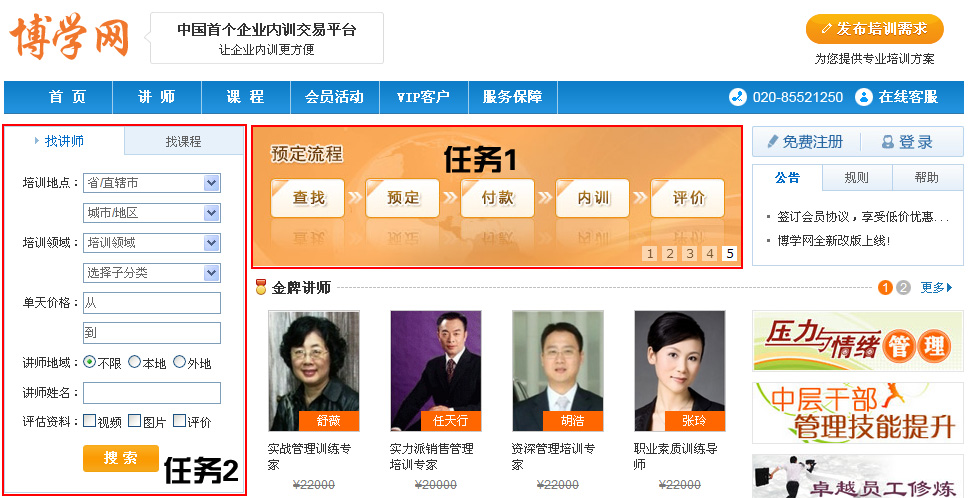 博学网
中国首个企业内训交易平台
让企业内训更方便
发布培训需求
为您提供专业培训方案
首 页 讲 师 课 程 会员活动 VIP客户 服务保障 020-85521250 在线客服
找讲师 找课程
培训地点： 省/直辖市
城市/地区
培训领域： 培训领域
选择子分类
单天价格： 从
到
讲师地域： 不限 本地 外地
讲师姓名：
评估资料： 视频 图片 评价
搜 索
任务2
预定流程
任务1
查找 预定 付款 内训 评价
1 2 3 4 5
免费注册 登 录
公告 规则 帮助
签订会员协议，享受低价优惠...
博学网全新改版上线!
金牌讲师 1 2 更多
舒薇 任天行 胡浩 张玲
实战管理训练专家
¥22000
实力派销售管理培训专家
¥20000
资深管理培训专家
¥22000
职业素质训练导师
¥22000
压力与情绪管理
中层干部
管理技能提升
卓越员工修炼